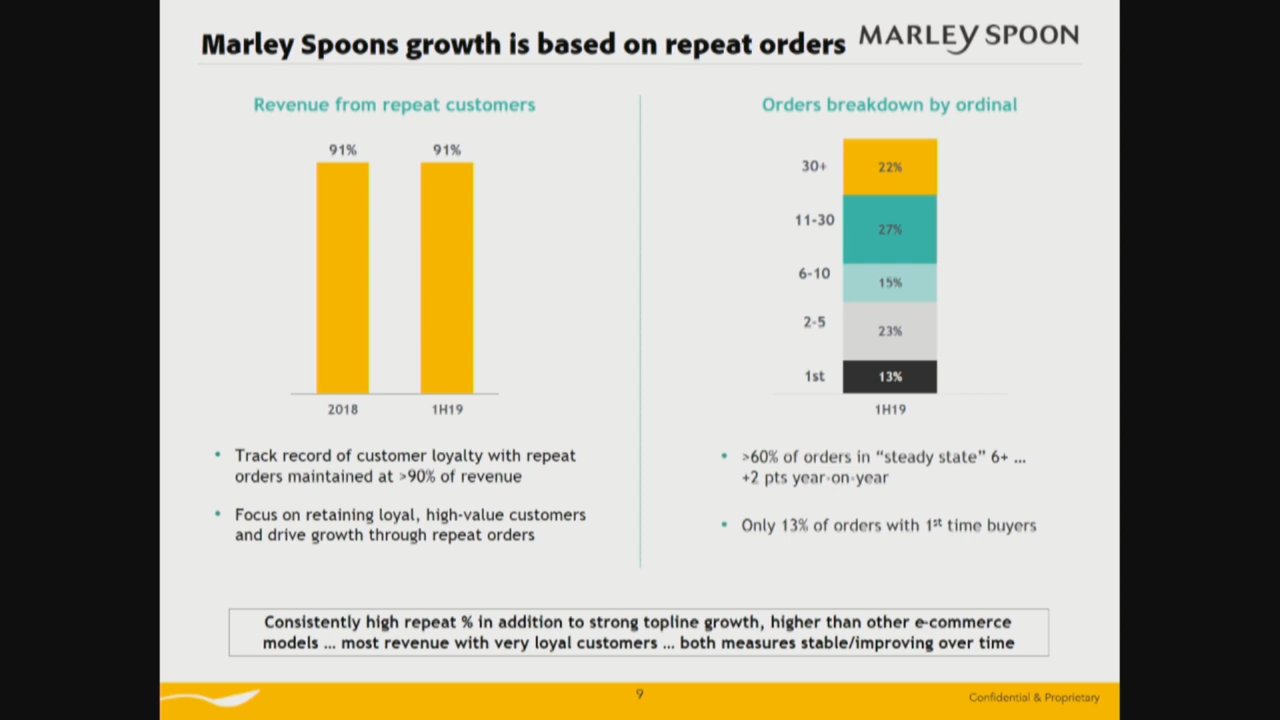 Marley Spoons growth is based on repeat orders
MARLEY SPOON
Revenue from repeat customers
91%
91%
2018
1H19
• Track record of customer loyalty with repeat
orders maintained at >90% of revenue
• Focus on retaining loyal, high-value customers
and drive growth through repeat orders
Orders breakdown by ordinal
30+ 22%
11-30 27%
6-10 15%
2-5 23%
1st 13%
1H19
• >60% of orders in “steady state” 6+ …
+2 pts year-on-year
• Only 13% of orders with 1st time buyers
Consistently high repeat % in addition to strong topline growth, higher than other e-commerce
models … most revenue with very loyal customers … both measures stable/improving over time
9
Confidential & Proprietary